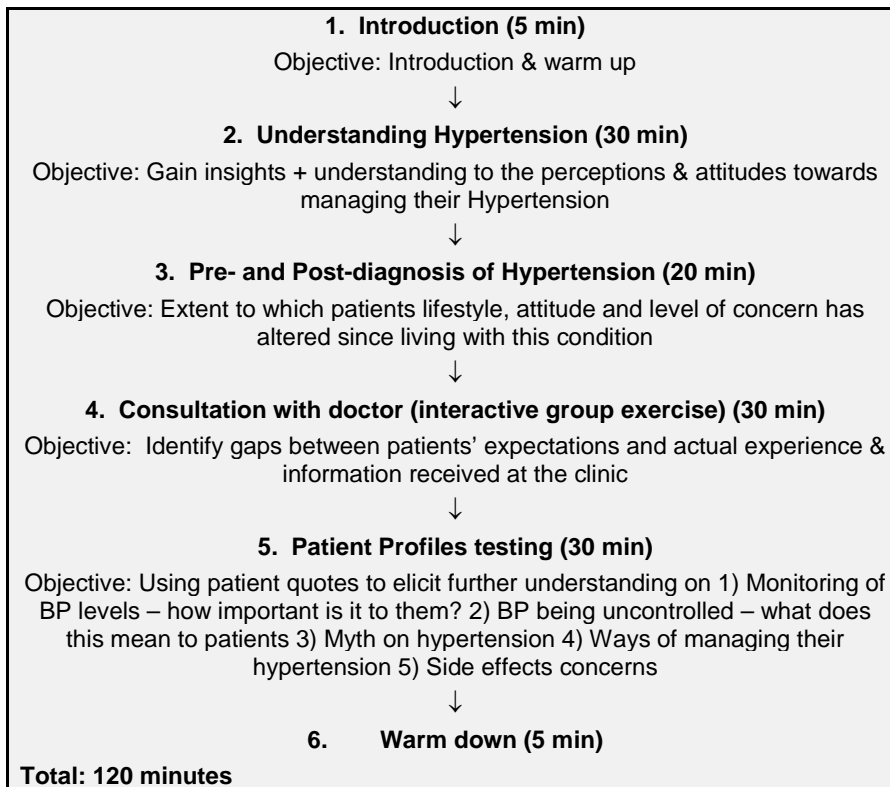 1. Introduction (5 min)
Objective: Introduction & warm up
↓
2. Understanding Hypertension (30 min)
Objective: Gain insights + understanding to the perceptions & attitudes towards
managing their Hypertension
↓
3. Pre- and Post-diagnosis of Hypertension (20 min)
Objective: Extent to which patients lifestyle, attitude and level of concern has
altered since living with this condition
↓
4. Consultation with doctor (interactive group exercise) (30 min)
Objective: Identify gaps between patients’ expectations and actual experience &
information received at the clinic
↓
5. Patient Profiles testing (30 min)
Objective: Using patient quotes to elicit further understanding on 1) Monitoring of
BP levels – how important is it to them? 2) BP being uncontrolled – what does
this mean to patients 3) Myth on hypertension 4) Ways of managing their
hypertension 5) Side effects concerns
↓
6. Warm down (5 min)
Total: 120 minutes